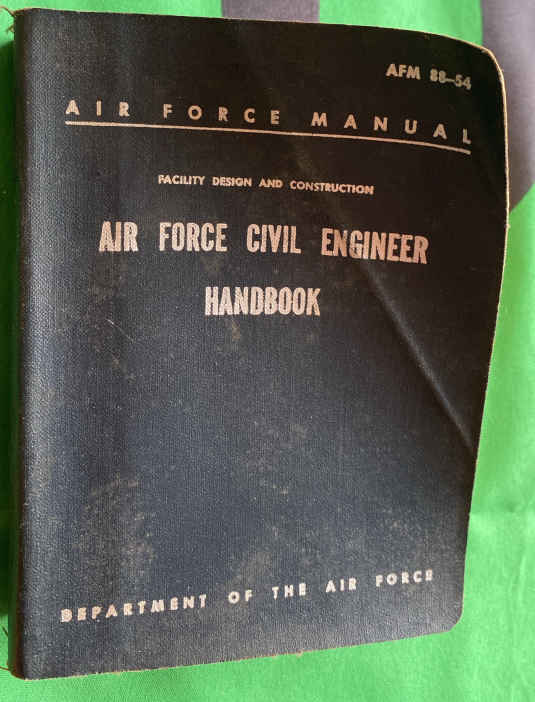 AFM 88-54
AIR FORCE MANUAL
FACILITY DESIGN AND CONSTRUCTION
AIR FORCE CIVIL ENGINEER
HANDBOOK
DEPARTMENT OF THE AIR FORCE